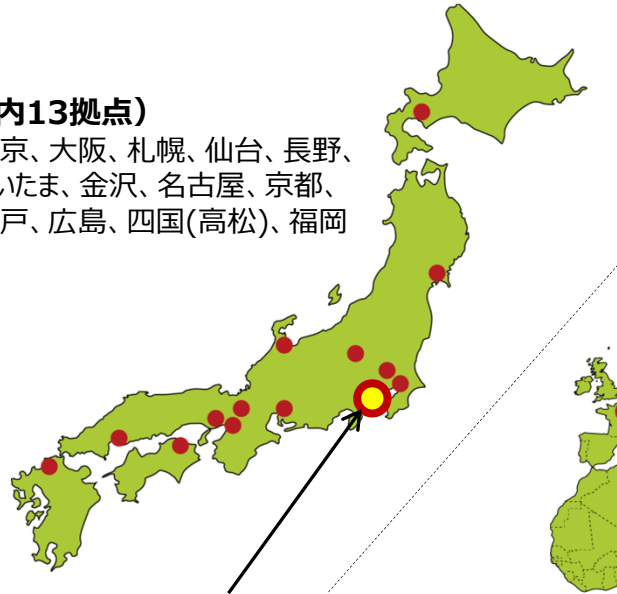 内13拠点）
京、大阪、札幌、仙台、長野、
いたま、金沢、名古屋、京都、
戸、広島、四国(高松)、福岡